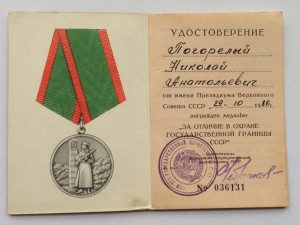 УДОСТОВЕРЕНИЕ
Погорелый
Николай
Анатольевич
от имени Президиума Верховного
Совета СССР 29-10 1986г.
награжден медалью
"ЗА ОТЛИЧИЕ В ОХРАНЕ
ГОСУДАРСТВЕННОЙ ГРАНИЦЫ
СССР"
№ 036131